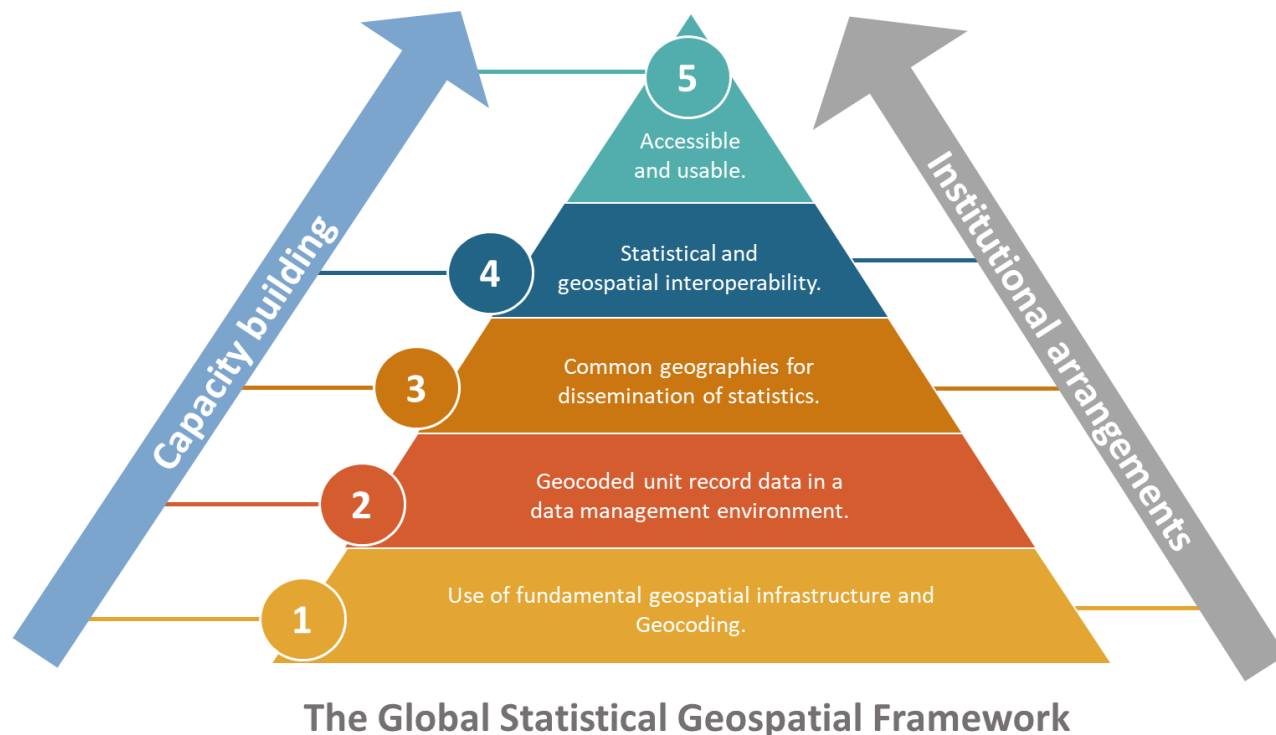 5
Accessible
and usable.
4
Statistical and
geospatial interoperability.
3
Common geographies for
dissemination of statistics.
2
Geocoded unit record data in a
data management environment.
1
Use of fundamental geospatial infrastructure and
Geocoding.
Capacity building
Institutional arrangements
The Global Statistical Geospatial Framework